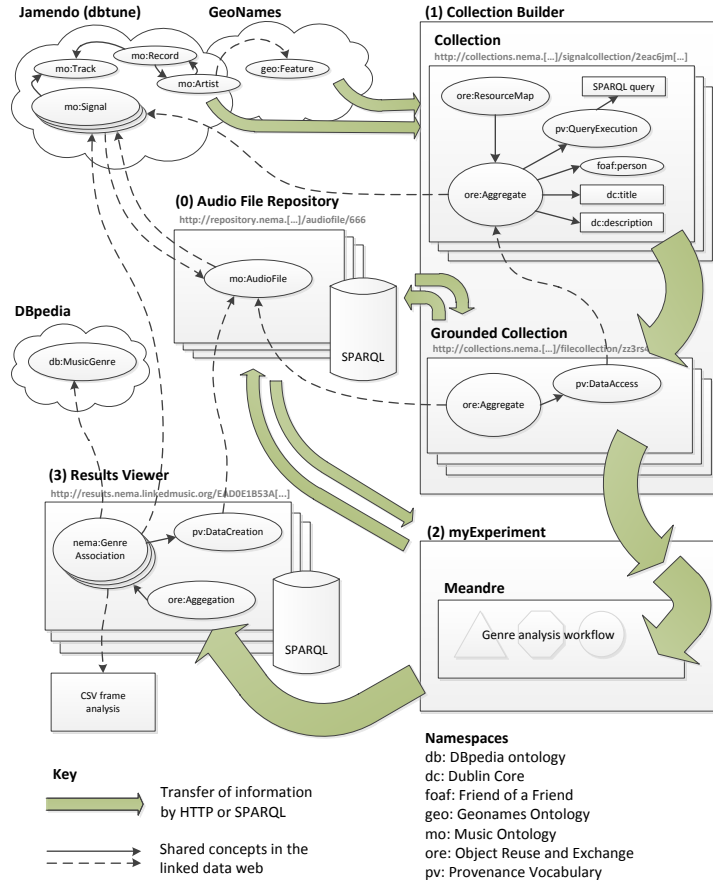 Jamendo (dbtune)
GeoNames
mo:Record
mo:Track
mo:Artist
geo:Feature
mo:Signal
(1) Collection Builder
Collection
http://collections.nema.[…]/signalcollection/2eac6jm[…]
SPARQL query
ore:ResourceMap
pv:QueryExecution
foaf:person
ore:Aggregate
dc:title
dc:description
(0) Audio File Repository
http://repository.nema.[…]/audiofile/666
mo:AudioFile
SPARQL
DBpedia
db:MusicGenre
Grounded Collection
http://collections.nema.[…]/filecollection/zz3rs
pv:DataAccess
ore:Aggregate
(3) Results Viewer
http://results.nema.linkedmusic.org/EAD0E1B53A[…]
pv:DataCreation
nema:Genre
Association
ore:Aggegation
SPARQL
CSV frame
analysis
(2) myExperiment
Meandre
Genre analysis workflow
Key
Transfer of information
by HTTP or SPARQL
Shared concepts in the
linked data web
Namespaces
db: DBpedia ontology
dc: Dublin Core
foaf: Friend of a Friend
geo: Geonames Ontology
mo: Music Ontology
ore: Object Reuse and Exchange
pv: Provenance Vocabulary